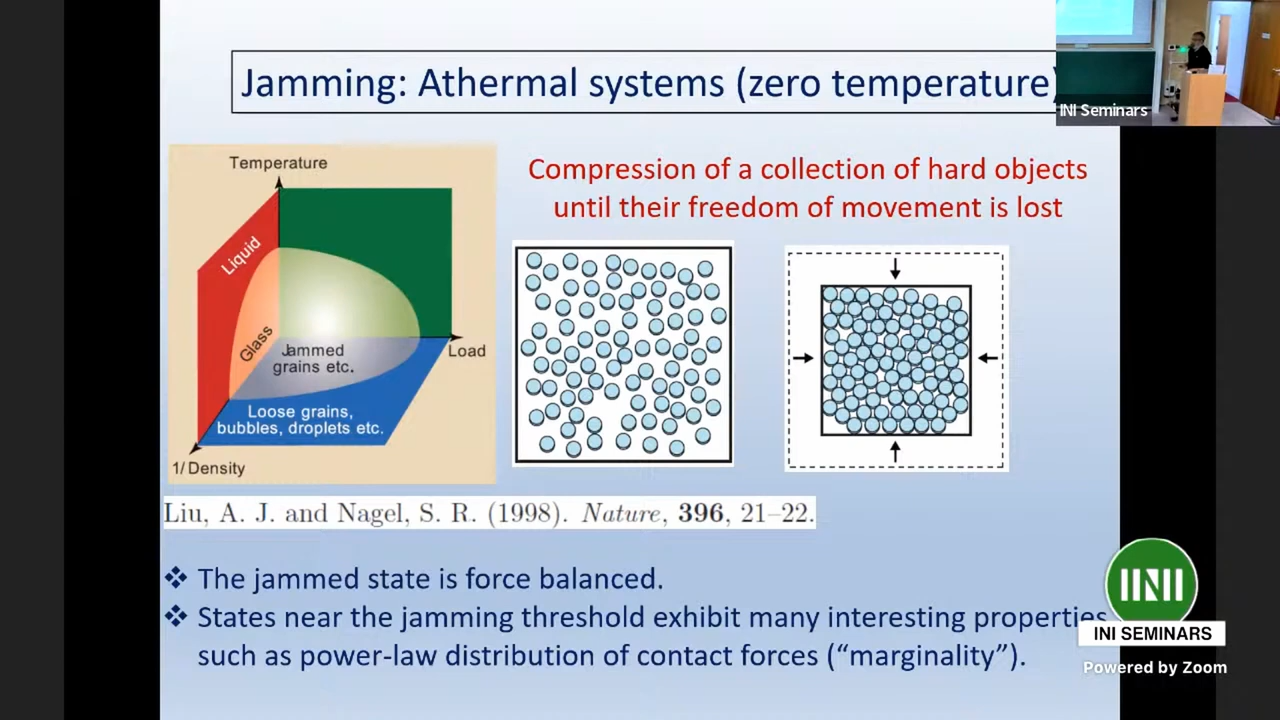 Jamming: Athermal systems (zero temperature)
INI Seminars
Temperature
Liquid
Glass
Jammed
grains etc.
Load
Loose grains,
bubbles, droplets etc.
1/Density
Compression of a collection of hard objects
until their freedom of movement is lost
Liu, A. J. and Nagel, S. R. (1998). Nature, 396, 21–22.
❖ The jammed state is force balanced.
❖ States near the jamming threshold exhibit many interesting properties
such as power-law distribution of contact forces (“marginality”).
INI
INI SEMINARS
Powered by Zoom